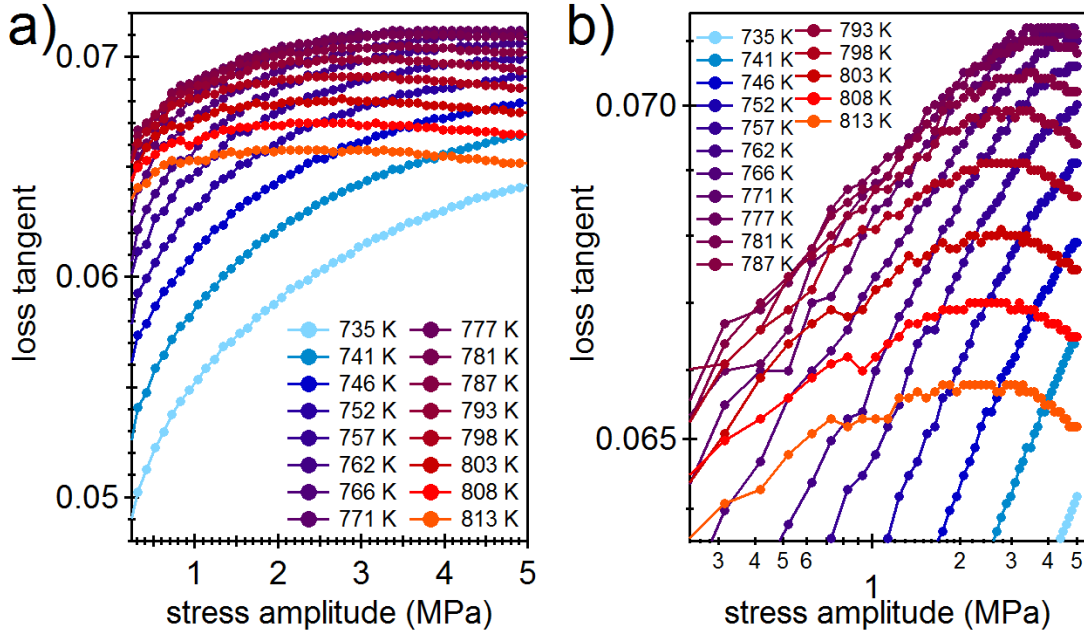 a)
0.07
0.06
0.05
loss tangent
735 K
741 K
746 K
752 K
757 K
762 K
766 K
771 K
777 K
781 K
787 K
793 K
798 K
803 K
808 K
813 K
1 2 3 4 5
stress amplitude (MPa)
b)
0.070
0.065
loss tangent
735 K
741 K
746 K
752 K
757 K
762 K
766 K
771 K
777 K
781 K
787 K
793 K
798 K
803 K
808 K
813 K
4 5 6 1 2 3 4 5
stress amplitude (MPa)